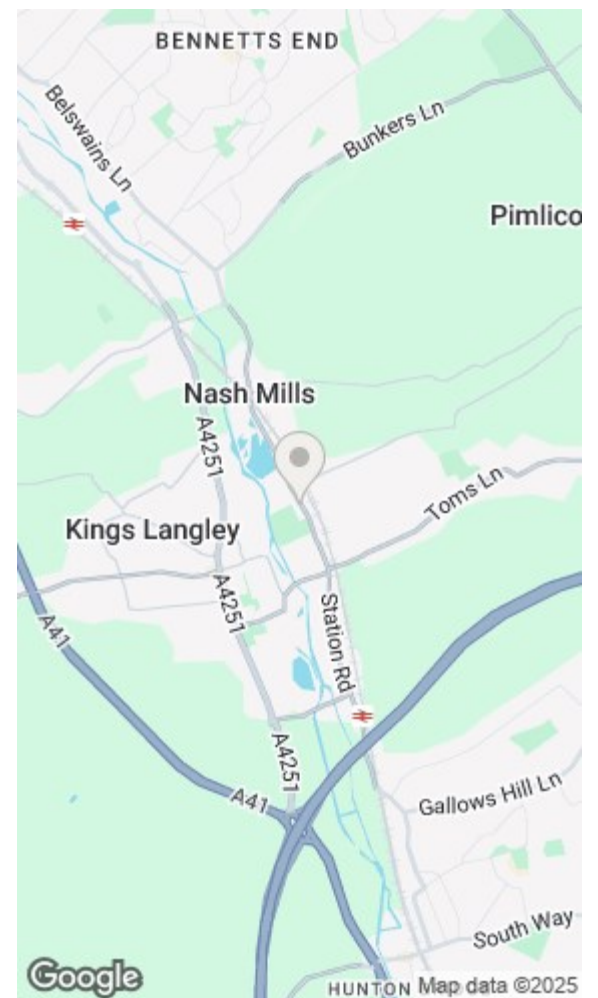 BENNETTS END
Belswains Ln
Bunkers Ln
Pimlico
Nash Mills
A4251
Toms Ln
Kings Langley
A4251
A41
Station Rd
A4251
A41
Gallows Hill Ln
South Way
Google
HUNTON
Map data ©2025